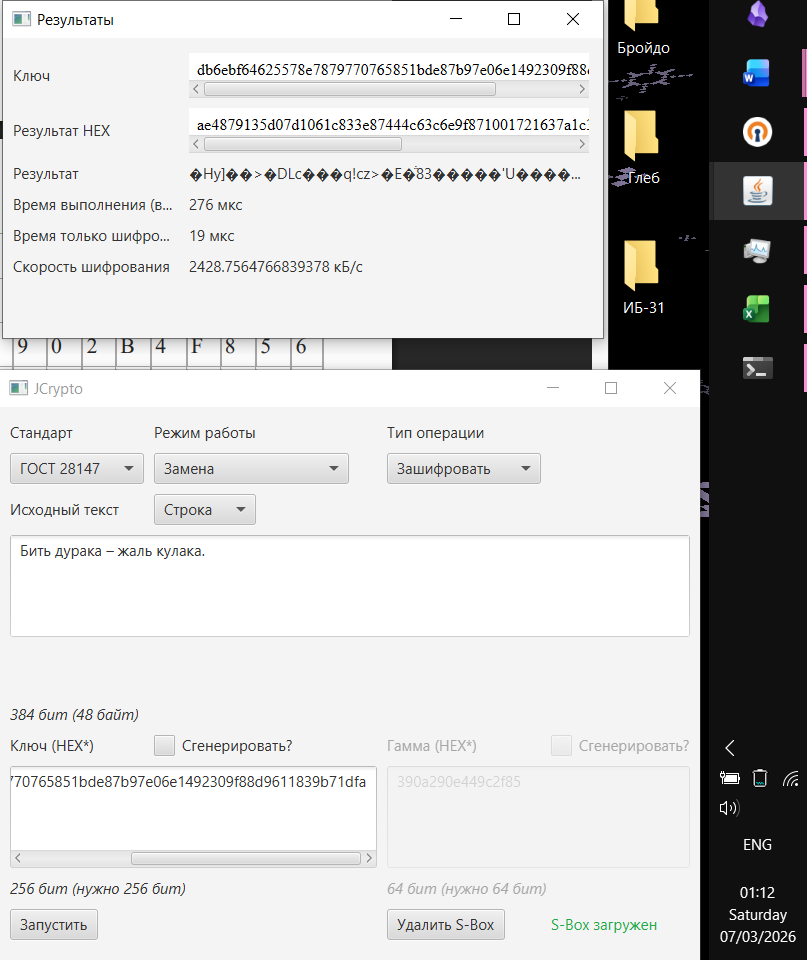 Результаты
Ключ
db6ebf64625578e7879770765851bde87b97e06e1492309f88
Результат HEX
ae4879135d07d1061c833e87444c63c6e9f871001721637a1c
Результат
�Hy]��>�DLc���q!cz>�E�83�����'U����...
Время выполнения (в...
276 мкс
Время только шифро...
19 мкс
Скорость шифрования
2428.7564766839378 кБ/с
9 0 2 B 4 F 8 5 6
Бройдо
Глеб
ИБ-31
JCrypto
Стандарт
Режим работы
Тип операции
ГОСТ 28147
Замена
Зашифровать
Исходный текст
Строка
Бить дурака – жаль кулака.
384 бит (48 байт)
Ключ (HEX*)
Сгенерировать?
Гамма (HEX*)
Сгенерировать?
770765851bde87b97e06e1492309f88d9611839b71dfa
390a290e449c2f85
256 бит (нужно 256 бит)
64 бит (нужно 64 бит)
Запустить
Удалить S-Box
S-Box загружен
ENG
01:12
Saturday
07/03/2026